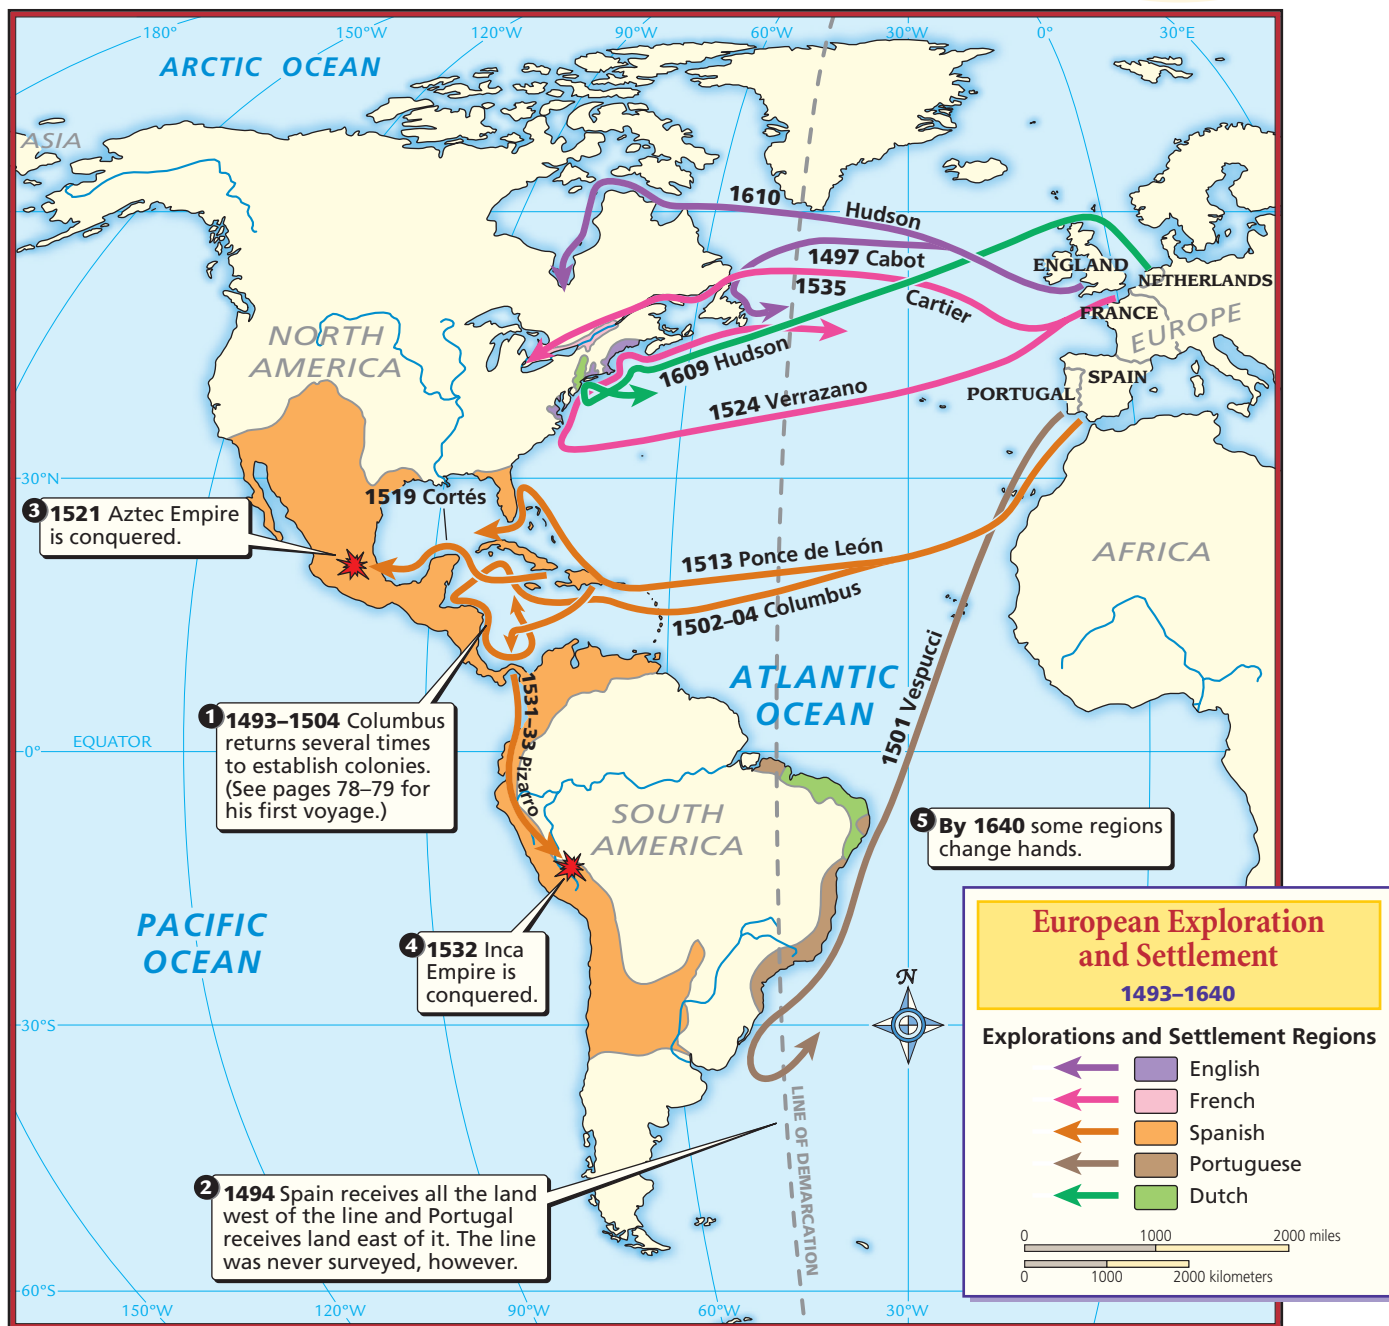 180°
150°W
120°W
90°W
60°W
30°W
0°
30°E
ARCTIC OCEAN
ASIA
1610 Hudson
1497 Cabot
1535 Cartier
ENGLAND
NETHERLANDS
FRANCE
EUROPE
NORTH
AMERICA
1609 Hudson
SPAIN
PORTUGAL
1524 Verrazano
30°N
1519 Cortés
3 1521 Aztec Empire
is conquered.
1513 Ponce de León
AFRICA
1502–04 Columbus
ATLANTIC
OCEAN
1501 Vespucci
1531–33 Pizarro
1 1493–1504 Columbus
returns several times
to establish colonies.
(See pages 78–79 for
his first voyage.)
0°
EQUATOR
SOUTH
AMERICA
5 By 1640 some regions
change hands.
PACIFIC
OCEAN
4 1532 Inca
Empire is
conquered.
N
30°S
LINE OF DEMARCATION
2 1494 Spain receives all the land
west of the line and Portugal
receives land east of it. The line
was never surveyed, however.
60°S
150°W
120°W
90°W
60°W
30°W
European Exploration
and Settlement
1493–1640
Explorations and Settlement Regions
English
French
Spanish
Portuguese
Dutch
0 1000 2000 miles
0 1000 2000 kilometers